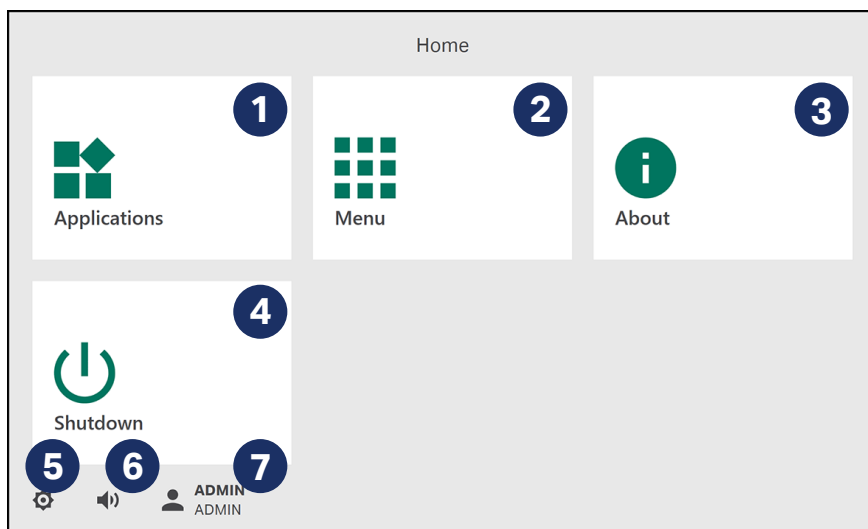 Home
1
2
3
Applications
Menu
About
4
Shutdown
5
6
7
ADMIN
ADMIN